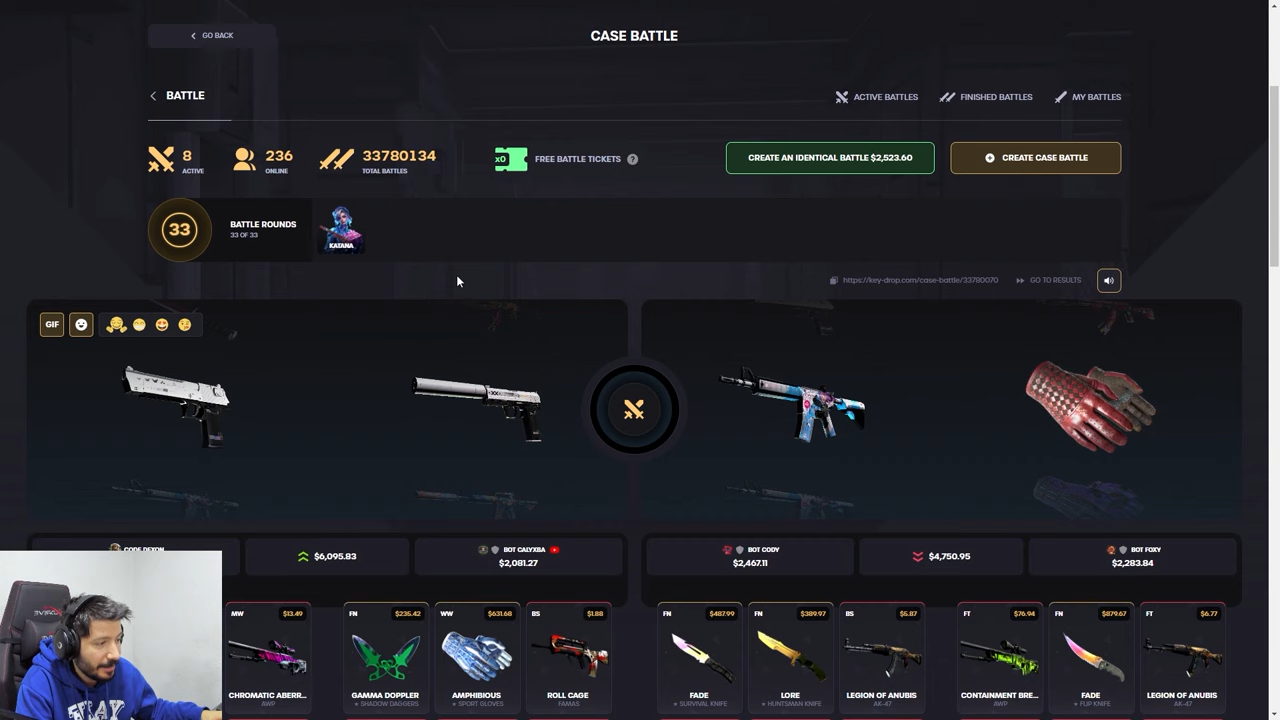 GO BACK
CASE BATTLE
BATTLE
ACTIVE BATTLES
FINISHED BATTLES
MY BATTLES
8
ACTIVE
236
ONLINE
33780134
TOTAL BATTLES
x0
FREE BATTLE TICKETS ?
CREATE AN IDENTICAL BATTLE $2,523.60
CREATE CASE BATTLE
33
BATTLE ROUNDS
33 OF 33
KATANA
https://key-drop.com/case-battle/33780070
GO TO RESULTS
GIF
CODE DEXON
$6,095.83
BOT CALYXBA
$2,081.27
BOT CODY
$2,467.11
$4,750.95
BOT FOXY
$2,283.84
MW $13.49
FN $235.42
WW $631.68
BS $1.88
FN $487.99
FN $389.97
BS $5.87
FT $76.94
FN $879.67
FT $6.77
CHROMATIC ABERR...
AWP
GAMMA DOPPLER
★ SHADOW DAGGERS
AMPHIBIOUS
★ SPORT GLOVES
ROLL CAGE
FAMAS
FADE
★ SURVIVAL KNIFE
LORE
★ HUNTSMAN KNIFE
LEGION OF ANUBIS
AK-47
CONTAINMENT BRE...
AWP
FADE
★ FLIP KNIFE
LEGION OF ANUBIS
AK-47